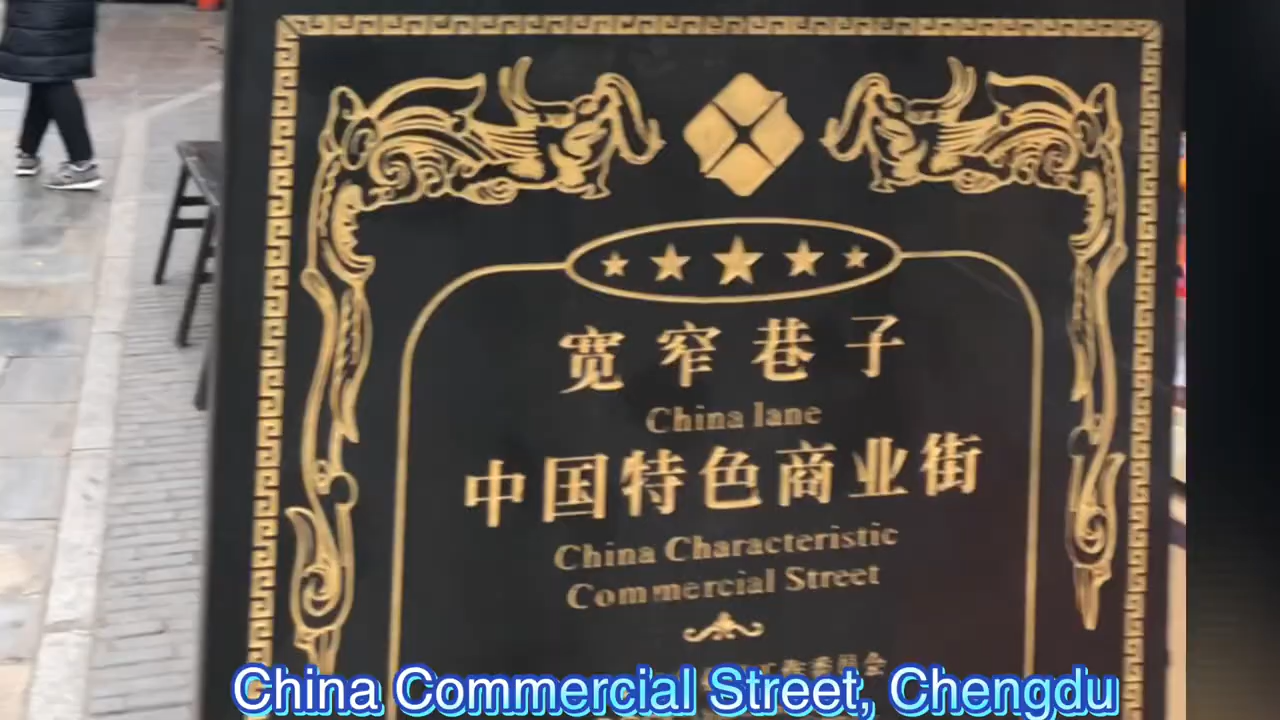 宽窄巷子
China lane
中国特色商业街
China Characteristic
Commercial Street
China Commercial Street, Chengdu